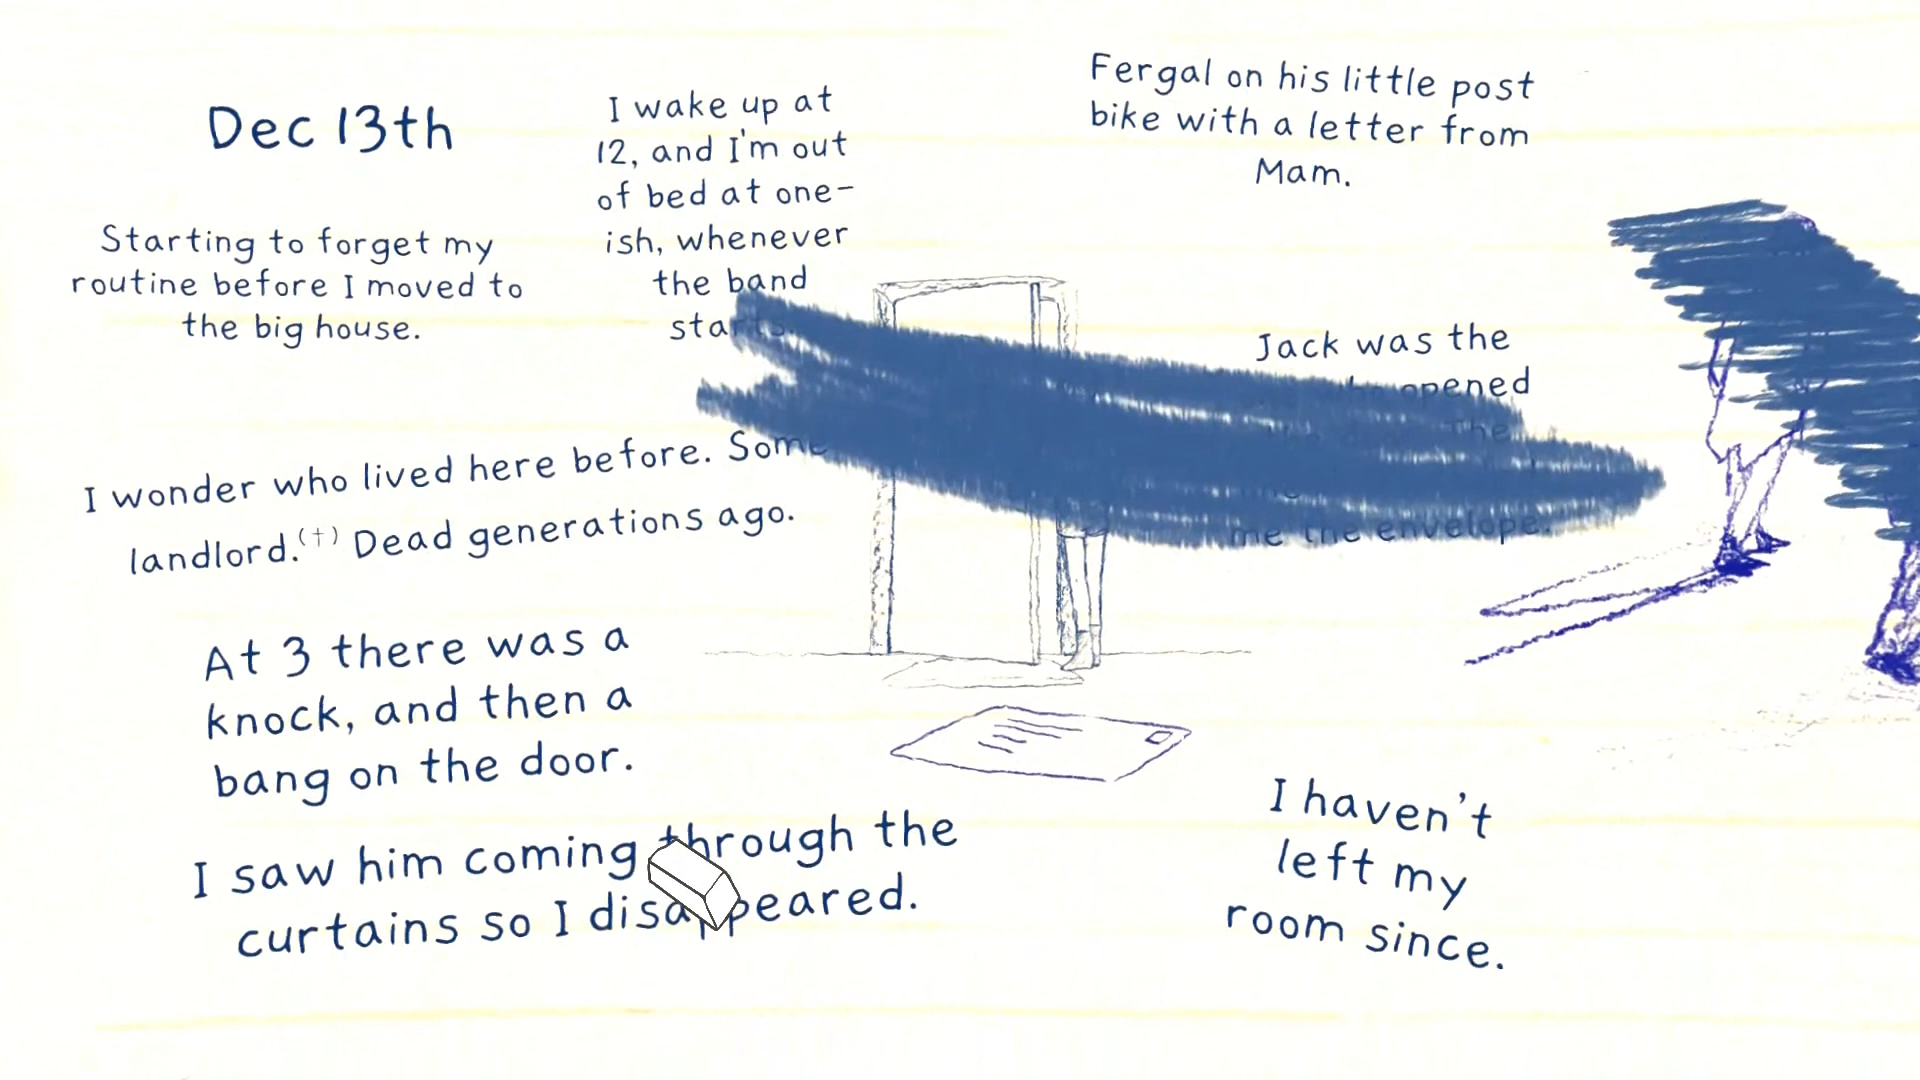 Dec 13th
Starting to forget my
routine before I moved to
the big house.
I wake up at
12, and I'm out
of bed at one-
ish, whenever
the band
starts.
Fergal on his little post
bike with a letter from
Mam.
Jack was the
opened
The
me the envelope.
I wonder who lived here before. Some
landlord.(†) Dead generations ago.
At 3 there was a
knock, and then a
bang on the door.
I saw him coming through the
curtains so I disappeared.
I haven't
left my
room since.